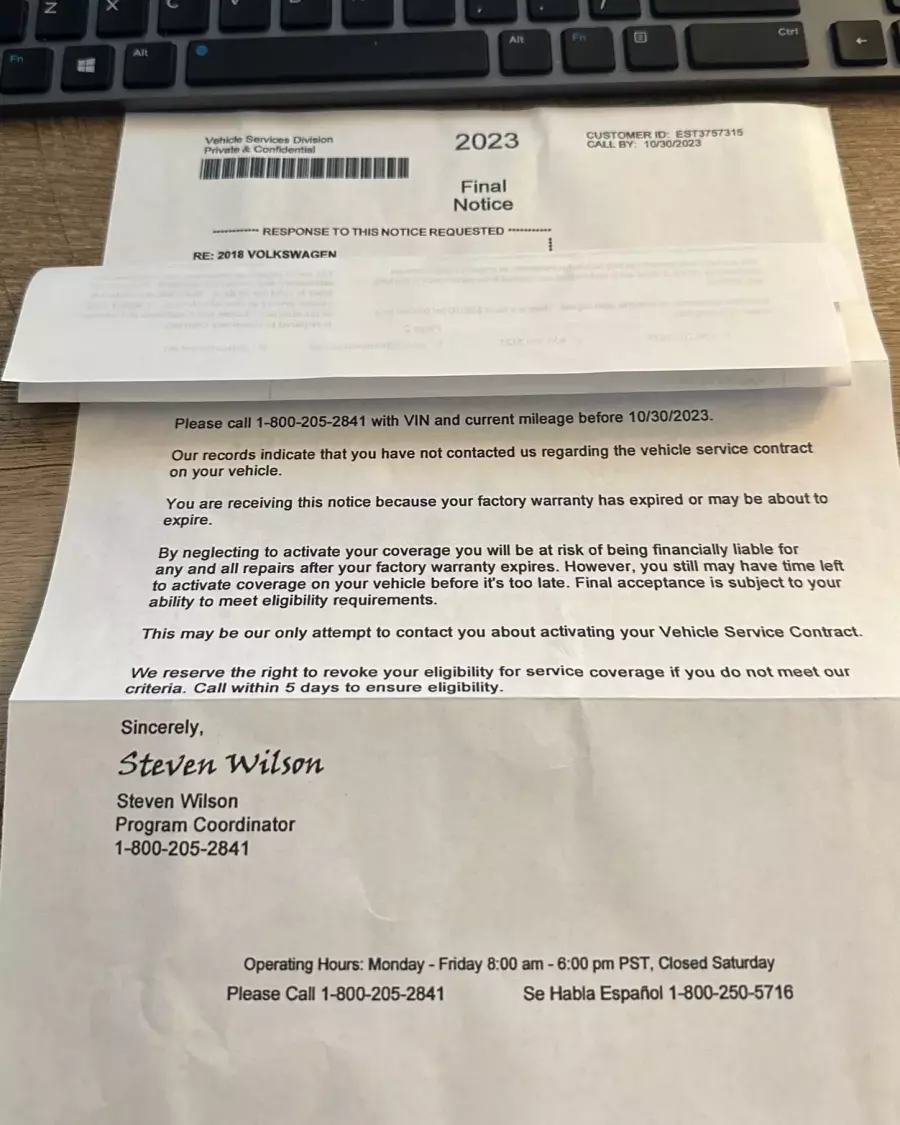 Z X C V
Fn Alt Alt Fn Ctrl
Vehicle Services Division
Private & Confidential
2023
CUSTOMER ID: EST3757315
CALL BY: 10/30/2023
Final
Notice
*********** RESPONSE TO THIS NOTICE REQUESTED **********
RE: 2018 VOLKSWAGEN
Please call 1-800-205-2841 with VIN and current mileage before 10/30/2023.
Our records indicate that you have not contacted us regarding the vehicle service contract
on your vehicle.
You are receiving this notice because your factory warranty has expired or may be about to
expire.
By neglecting to activate your coverage you will be at risk of being financially liable for
any and all repairs after your factory warranty expires. However, you still may have time left
to activate coverage on your vehicle before it's too late. Final acceptance is subject to your
ability to meet eligibility requirements.
This may be our only attempt to contact you about activating your Vehicle Service Contract.
We reserve the right to revoke your eligibility for service coverage if you do not meet our
criteria. Call within 5 days to ensure eligibility.
Sincerely,
Steven Wilson
Steven Wilson
Program Coordinator
1-800-205-2841
Operating Hours: Monday - Friday 8:00 am - 6:00 pm PST, Closed Saturday
Please Call 1-800-205-2841 Se Habla Español 1-800-250-5716